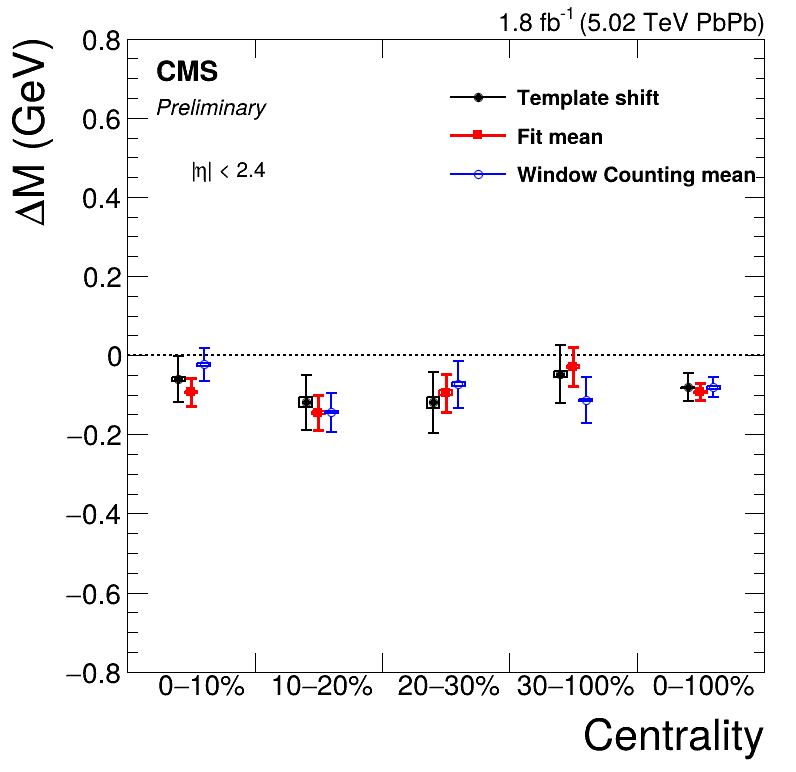 1.8 fb-1 (5.02 TeV PbPb)
CMS
Preliminary
|η| < 2.4
Template shift
Fit mean
Window Counting mean
ΔM (GeV)
0.8
0.6
0.4
0.2
0
−0.2
−0.4
−0.6
−0.8
0−10% 10−20% 20−30% 30−100% 0−100%
Centrality